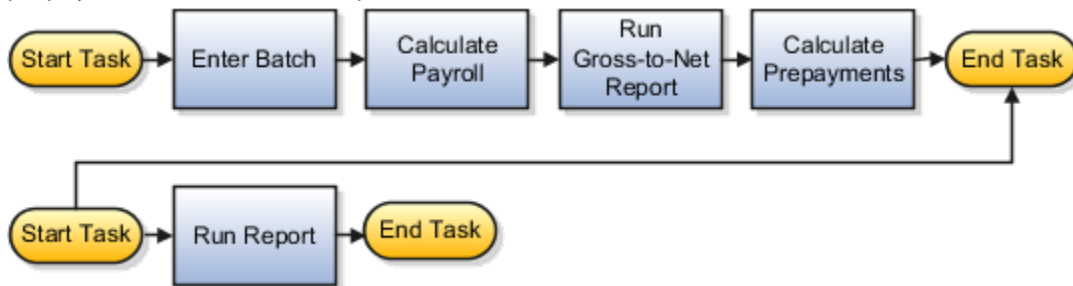 Start Task
Enter Batch
Calculate
Payroll
Run
Gross-to-Net
Report
Calculate
Prepayments
End Task
Start Task
Run Report
End Task